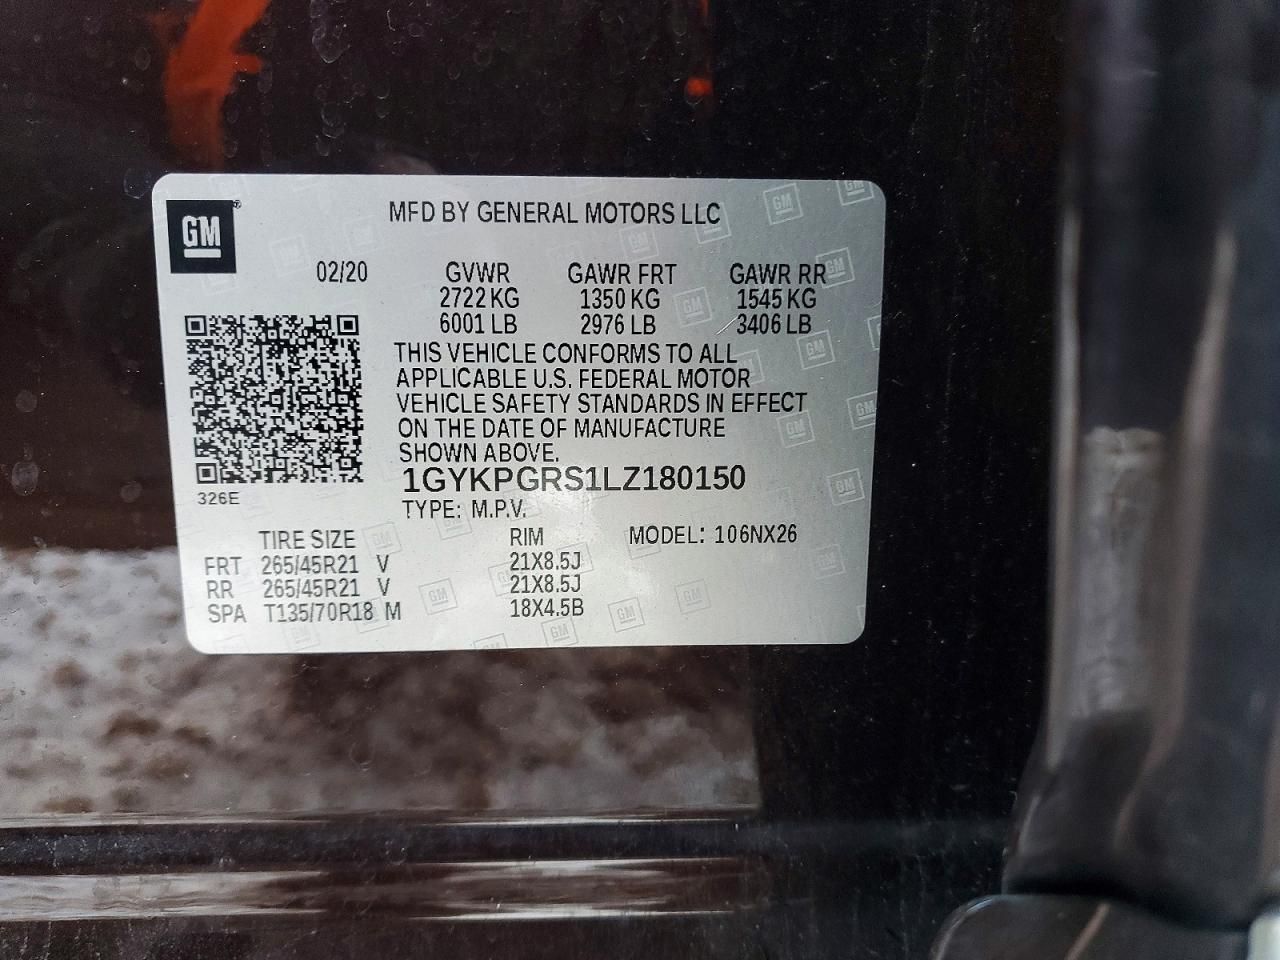 GM
MFD BY GENERAL MOTORS LLC
02/20 GVWR GAWR FRT GAWR RR
2722 KG 1350 KG 1545 KG
6001 LB 2976 LB 3406 LB
THIS VEHICLE CONFORMS TO ALL
APPLICABLE U.S. FEDERAL MOTOR
VEHICLE SAFETY STANDARDS IN EFFECT
ON THE DATE OF MANUFACTURE
SHOWN ABOVE.
1GYKPGRS1LZ180150
326E
TYPE: M.P.V.
TIRE SIZE RIM MODEL: 106NX26
FRT 265/45R21 V 21X8.5J
RR 265/45R21 V 21X8.5J
SPA T135/70R18 M 18X4.5B